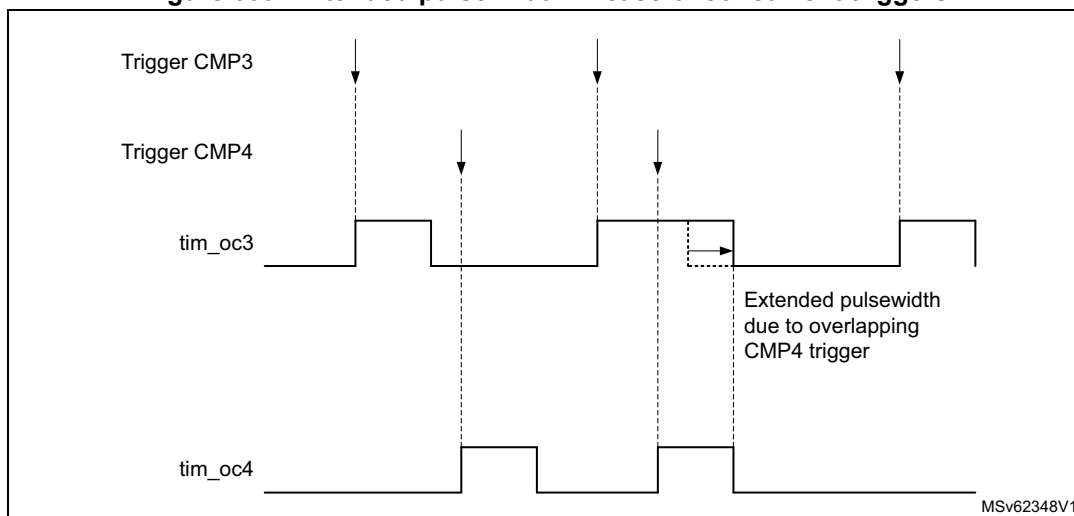 Trigger CMP3
Trigger CMP4
tim_oc3
Extended pulsewidth
due to overlapping
CMP4 trigger
tim_oc4
MSv62348V1